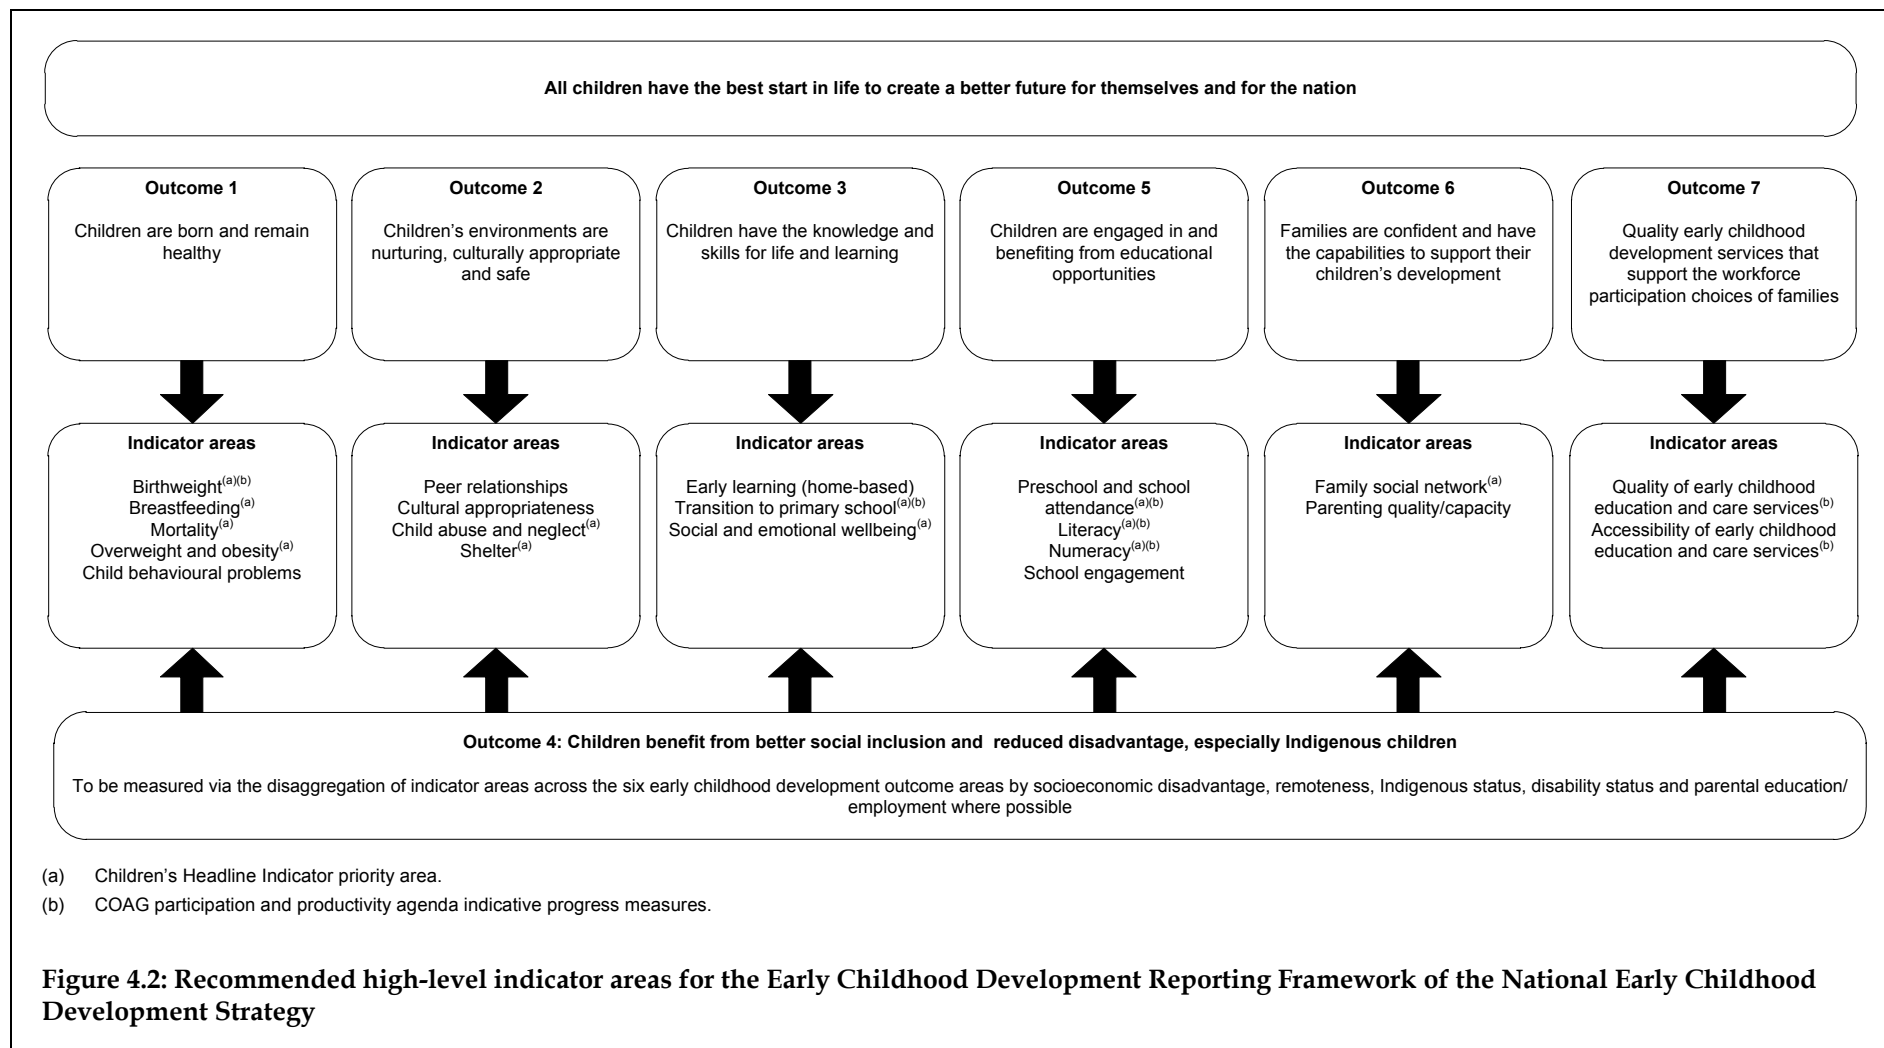 All children have the best start in life to create a better future for themselves and for the nation
Outcome 1
Children are born and remain
healthy
Outcome 2
Children’s environments are
nurturing, culturally appropriate
and safe
Outcome 3
Children have the knowledge and
skills for life and learning
Outcome 5
Children are engaged in and
benefiting from educational
opportunities
Outcome 6
Families are confident and have
the capabilities to support their
children’s development
Outcome 7
Quality early childhood
development services that
support the workforce
participation choices of families
Indicator areas
Birthweight(a)(b)
Breastfeeding(a)
Mortality(a)
Overweight and obesity(a)
Child behavioural problems
Indicator areas
Peer relationships
Cultural appropriateness
Child abuse and neglect(a)
Shelter(a)
Indicator areas
Early learning (home-based)
Transition to primary school(a)(b)
Social and emotional wellbeing(a)
Indicator areas
Preschool and school
attendance(a)(b)
Literacy(a)(b)
Numeracy(a)(b)
School engagement
Indicator areas
Family social network(a)
Parenting quality/capacity
Indicator areas
Quality of early childhood
education and care services(b)
Accessibility of early childhood
education and care services(b)
Outcome 4: Children benefit from better social inclusion and reduced disadvantage, especially Indigenous children
To be measured via the disaggregation of indicator areas across the six early childhood development outcome areas by socioeconomic disadvantage, remoteness, Indigenous status, disability status and parental education/
employment where possible
(a) Children’s Headline Indicator priority area.
(b) COAG participation and productivity agenda indicative progress measures.
Figure 4.2: Recommended high-level indicator areas for the Early Childhood Development Reporting Framework of the National Early Childhood
Development Strategy